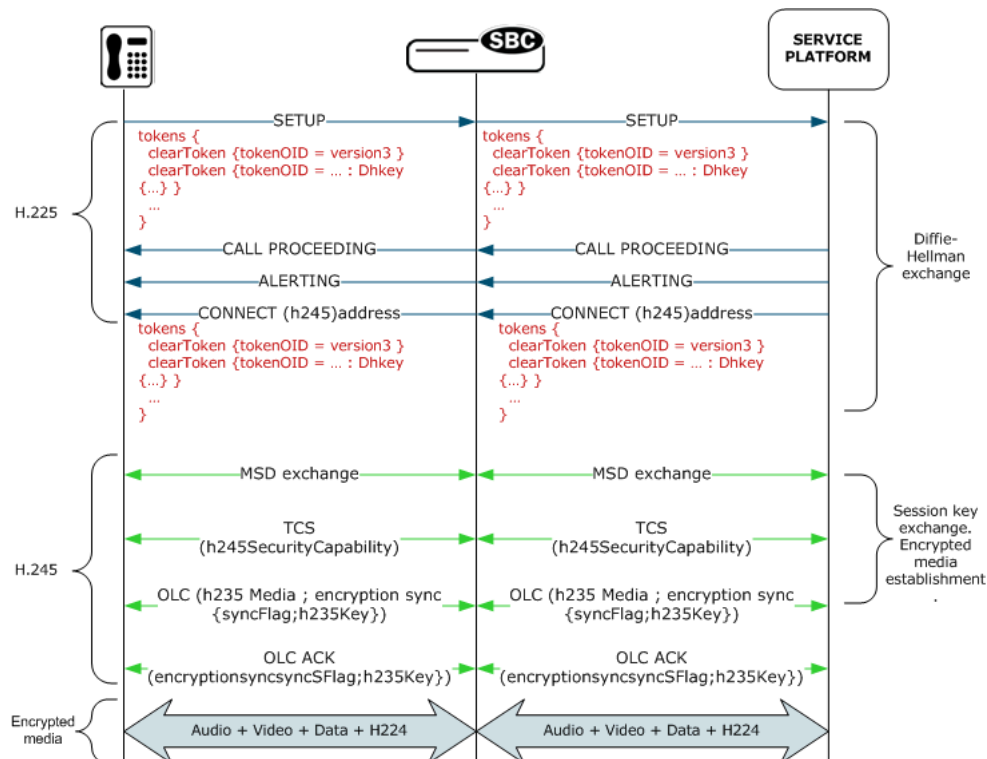 SBC
SERVICE
PLATFORM
SETUP
SETUP
tokens {
clearToken {tokenOID = version3 }
clearToken {tokenOID = ... : Dhkey
{...} }
...
}
tokens {
clearToken {tokenOID = version3 }
clearToken {tokenOID = ... : Dhkey
{...} }
...
}
H.225
CALL PROCEEDING
CALL PROCEEDING
Diffie-
Hellman
exchange
ALERTING
ALERTING
CONNECT (h245)address
CONNECT (h245)address
tokens {
clearToken {tokenOID = version3 }
clearToken {tokenOID = ... : Dhkey
{...} }
...
}
tokens {
clearToken {tokenOID = version3 }
clearToken {tokenOID = ... : Dhkey
{...} }
...
}
MSD exchange
MSD exchange
Session key
exchange.
Encrypted
media
establishment
.
TCS
(h245SecurityCapability)
TCS
(h245SecurityCapability)
H.245
OLC (h235 Media ; encryption sync
{syncFlag;h235Key})
OLC (h235 Media ; encryption sync
{syncFlag;h235Key})
OLC ACK
(encryptionsyncsyncSFlag;h235Key})
OLC ACK
(encryptionsyncsyncSFlag;h235Key})
Encrypted
media
Audio + Video + Data + H224
Audio + Video + Data + H224